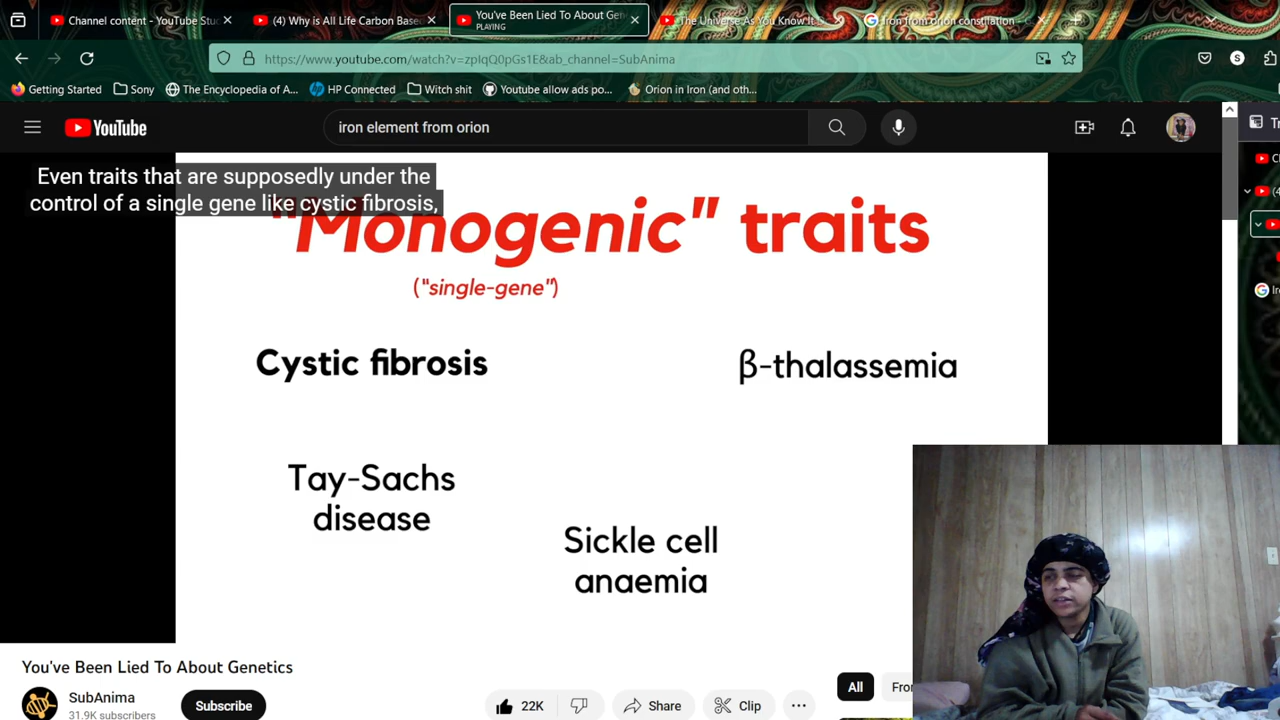 Channel content - YouTube Stu
(4) Why is All Life Carbon Base
You've Been Lied To About Gen
PLAYING
The Universe As You Know It D
Iron from orion constilation - G
https://www.youtube.com/watch?v=zpIqQ0pGs1E&ab_channel=SubAnima
S
Getting Started
Sony
The Encyclopedia of A...
HP Connected
Witch shit
Youtube allow ads po...
Orion in Iron (and oth...
YouTube
iron element from orion
Even traits that are supposedly under the
control of a single gene like cystic fibrosis,
"Monogenic" traits
("single-gene")
Cystic fibrosis
β-thalassemia
Tay-Sachs
disease
Sickle cell
anaemia
You've Been Lied To About Genetics
SubAnima
31.9K subscribers
Subscribe
22K
Share
Clip
All